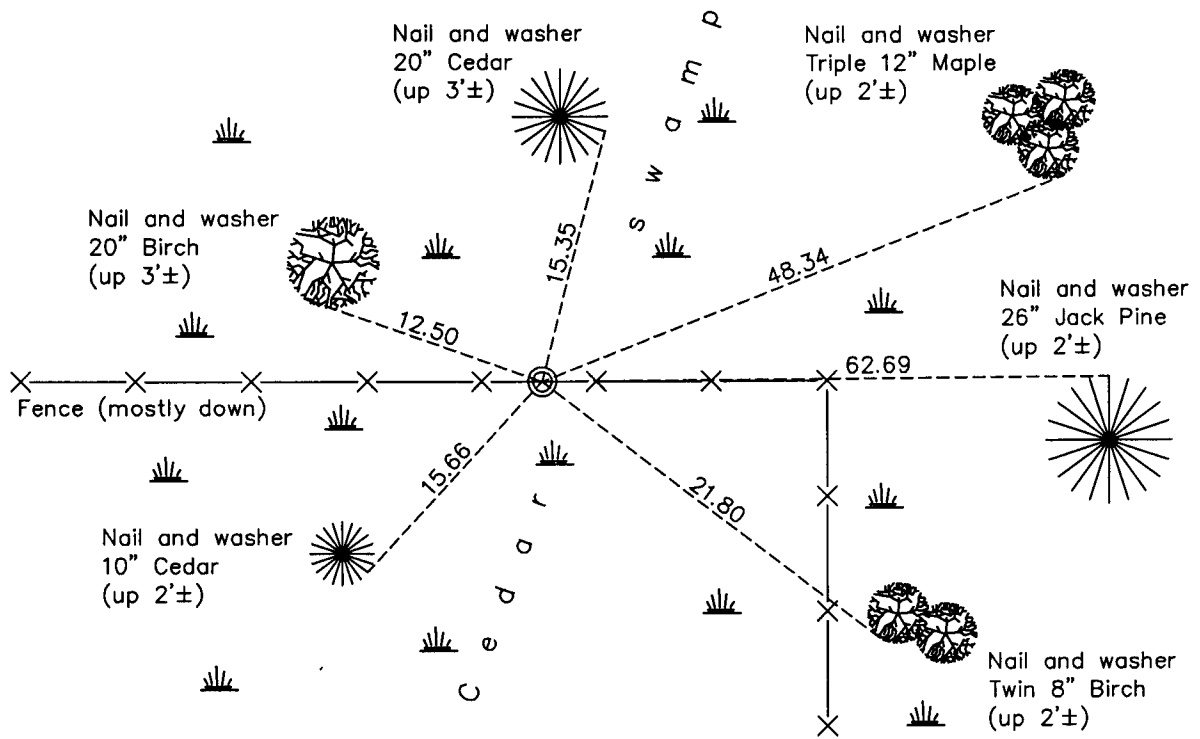 Nail and washer
20" Cedar
(up 3'±)
Nail and washer
Triple 12" Maple
(up 2'±)
Nail and washer
20" Birch
(up 3'±)
Cedar swamp
15.35
48.34
12.50
Nail and washer
26" Jack Pine
(up 2'±)
62.69
Fence (mostly down)
15.66
21.80
Nail and washer
10" Cedar
(up 2'±)
Nail and washer
Twin 8" Birch
(up 2'±)